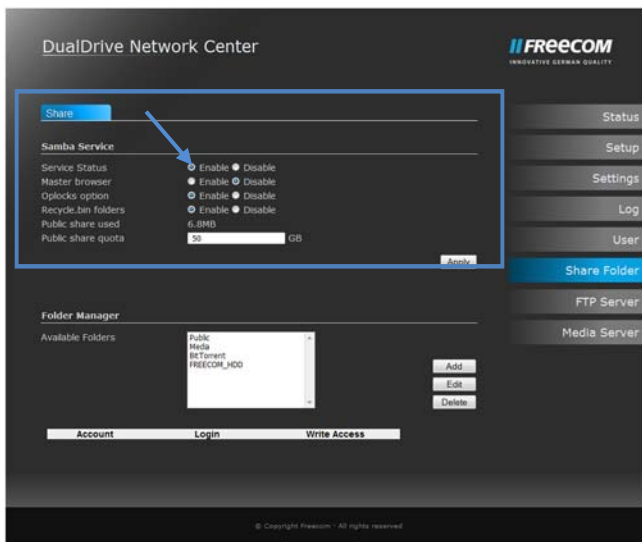 DualDrive Network Center
FREECOM
INNOVATIVE GERMAN QUALITY
Share
Samba Service
Service Status Enable Disable
Master browser Enable Disable
Oplocks option Enable Disable
Recycle.bin folders Enable Disable
Public share used 6.8MB
Public share quota 50 GB
Apply
Folder Manager
Available Folders
Public
Media
BitTorrent
FREECOM_HDD
Add
Edit
Delete
Account Login Write Access
Status
Setup
Settings
Log
User
Share Folder
FTP Server
Media Server
© Copyright Freecom - All rights reserved